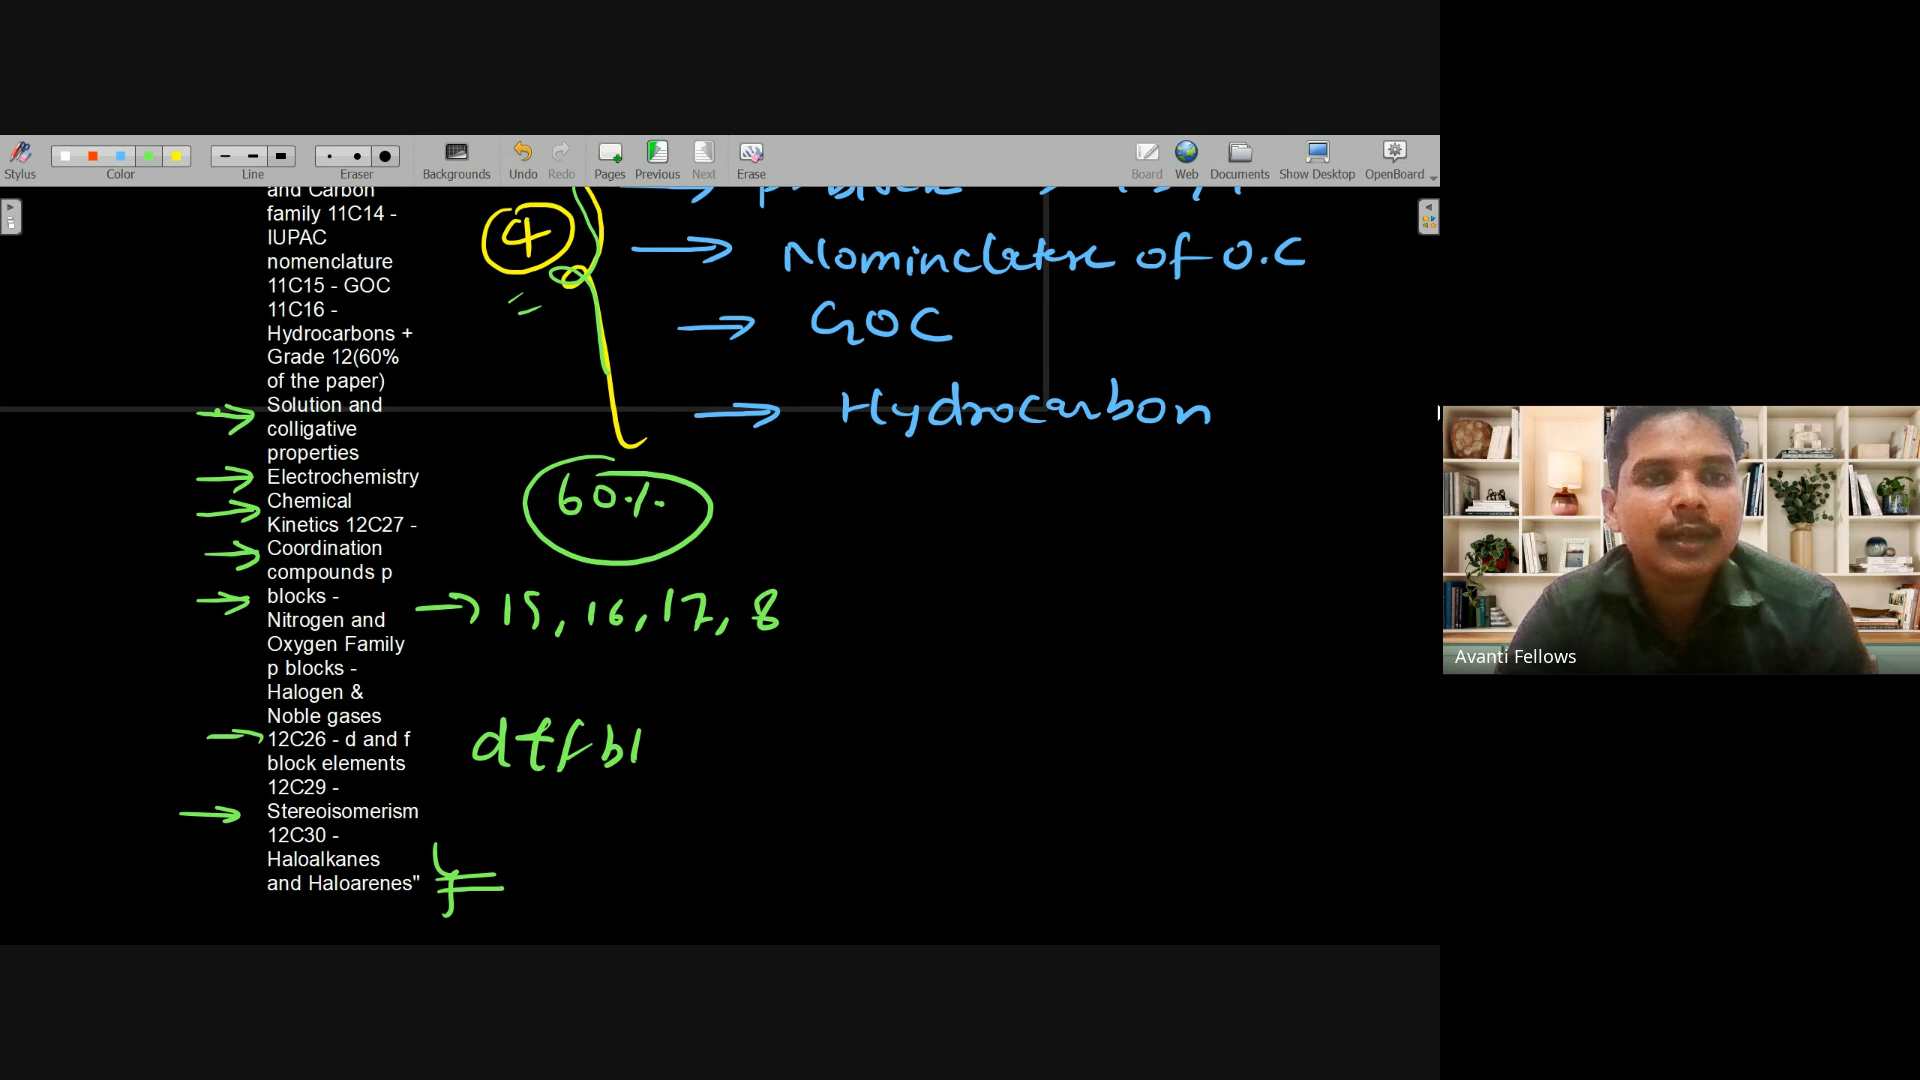 Stylus
Color
Line
Eraser
Backgrounds
Undo
Redo
Pages
Previous
Next
Erase
Board
Web
Documents
Show Desktop
OpenBoard
and Carbon
family 11C14 -
IUPAC
nomenclature
11C15 - GOC
11C16 -
Hydrocarbons +
Grade 12(60%
of the paper)
Solution and
colligative
properties
Electrochemistry
Chemical
Kinetics 12C27 -
Coordination
compounds p
blocks -
Nitrogen and
Oxygen Family
p blocks -
Halogen &
Noble gases
12C26 - d and f
block elements
12C29 -
Stereoisomerism
12C30 -
Haloalkanes
and Haloarenes"
4
→ Nominclature of O.C
→ GOC
→ Hydrocarbon
60%
→ 15, 16, 17, 8
d+f bl
Avanti Fellows